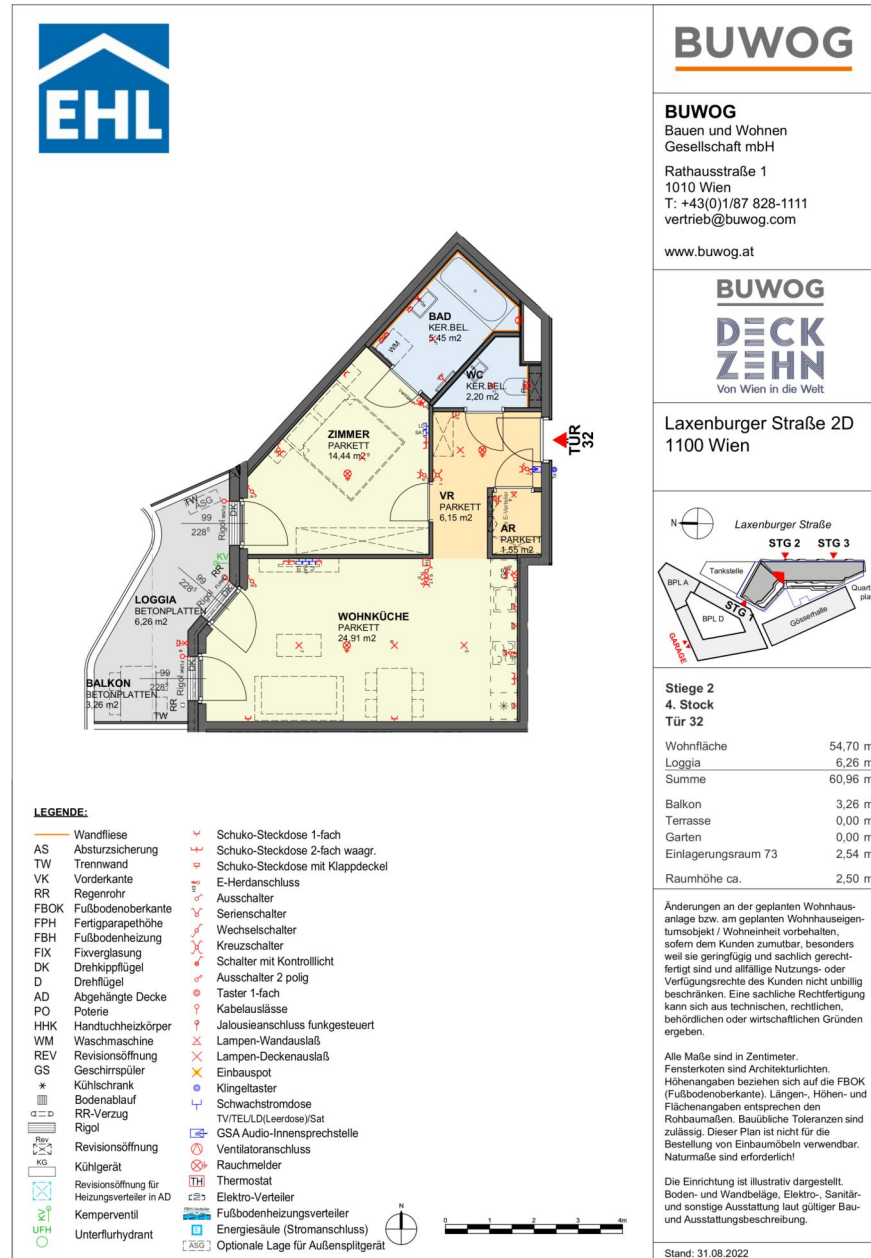 EHL
BUWOG
BUWOG
Bauen und Wohnen
Gesellschaft mbH
Rathausstraße 1
1010 Wien
T: +43(0)1/87 828-1111
vertrieb@buwog.com
www.buwog.at
BUWOG
DECK
ZEHN
Von Wien in die Welt
Laxenburger Straße 2D
1100 Wien
N
Laxenburger Straße
STG 2
STG 3
Tankstelle
BPL A
STG 1
BPL D
Gösserhalle
GARAGE
Stiege 2
4. Stock
Tür 32
Wohnfläche 54,70 m
Loggia 6,26 m
Summe 60,96 m
Balkon 3,26 m
Terrasse 0,00 m
Garten 0,00 m
Einlagerungsraum 73 2,54 m
Raumhöhe ca. 2,50 m
Änderungen an der geplanten Wohnhaus-
anlage bzw. am geplanten Wohnhauseigen-
tumsobjekt / Wohneinheit vorbehalten,
sofern dem Kunden zumutbar, besonders
weil sie geringfügig und sachlich gerecht-
fertigt sind und allfällige Nutzungs- oder
Verfügungsrechte des Kunden nicht unbillig
beschränken. Eine sachliche Rechtfertigung
kann sich aus technischen, rechtlichen,
behördlichen oder wirtschaftlichen Gründen
ergeben.
Alle Maße sind in Zentimeter.
Fensterkoten sind Architekturlichten.
Höhenangaben beziehen sich auf die FBOK
(Fußbodenoberkante). Längen-, Höhen- und
Flächenangaben entsprechen den
Rohbaumaßen. Bauübliche Toleranzen sind
zulässig. Dieser Plan ist nicht für die
Bestellung von Einbaumöbeln verwendbar.
Naturmaße sind erforderlich!
Die Einrichtung ist illustrativ dargestellt.
Boden- und Wandbeläge, Elektro-, Sanitär-
und sonstige Ausstattung laut gültiger Bau-
und Ausstattungsbeschreibung.
Stand: 31.08.2022
BAD
KER.BEL.
5,45 m2
WM
WC
KER.BEL.
2,20 m2
ZIMMER
PARKETT
14,44 m2
TÜR
32
VR
PARKETT
6,15 m2
AR
PARKETT
1,55 m2
E-Verteiler
TW
ASG
99
228⁵
Rigol
DK
KV
RR
99
228⁵
Rigol
LOGGIA
BETONPLATTEN
6,26 m2
WOHNKÜCHE
PARKETT
24,91 m2
GS
99
228⁵
Rigol
DK
BALKON
BETONPLATTEN
3,26 m2
RR
TW
LEGENDE:
Wandfliese
AS Absturzsicherung
TW Trennwand
VK Vorderkante
RR Regenrohr
FBOK Fußbodenoberkante
FPH Fertigparapethöhe
FBH Fußbodenheizung
FIX Fixverglasung
DK Drehkippflügel
D Drehflügel
AD Abgehängte Decke
PO Poterie
HHK Handtuchheizkörper
WM Waschmaschine
REV Revisionsöffnung
GS Geschirrspüler
* Kühlschrank
Bodenablauf
RR-Verzug
Rigol
Rev Revisionsöffnung
KG Kühlgerät
Revisionsöffnung für
Heizungsverteiler in AD
KV Kemperventil
UFH Unterflurhydrant
Schuko-Steckdose 1-fach
Schuko-Steckdose 2-fach waagr.
Schuko-Steckdose mit Klappdeckel
E-Herdanschluss
Ausschalter
Serienschalter
Wechselschalter
Kreuzschalter
Schalter mit Kontrolllicht
Ausschalter 2 polig
Taster 1-fach
Kabelauslässe
Jalousieanschluss funkgesteuert
Lampen-Wandauslaß
Lampen-Deckenauslaß
Einbauspot
Klingeltaster
Schwachstromdose
TV/TEL/LD(Leerdose)/Sat
GSA Audio-Innensprechstelle
Ventilatoranschluss
Rauchmelder
TH Thermostat
Elektro-Verteiler
Fußbodenheizungsverteiler
Energiesäule (Stromanschluss)
ASG Optionale Lage für Außensplitgerät
N
0 1 2 3 4m